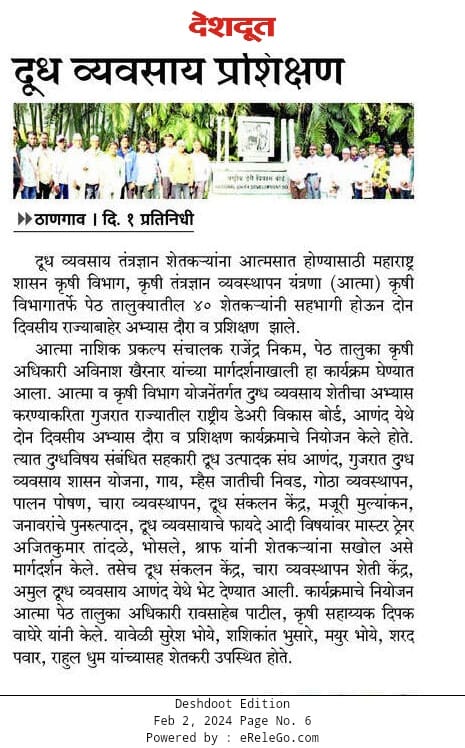 देशदूत
दूध व्यवसाय प्रशिक्षण
राष्ट्रीय डेरी विकास बोर्ड
NATIONAL DAIRY DEVELOPMENT BOARD
ठाणगाव । दि. १ प्रतिनिधी
दूध व्यवसाय तंत्रज्ञान शेतकऱ्यांना आत्मसात होण्यासाठी महाराष्ट्र
शासन कृषी विभाग, कृषी तंत्रज्ञान व्यवस्थापन यंत्रणा (आत्मा) कृषी
विभागातर्फे पेठ तालुक्यातील ४० शेतकऱ्यांनी सहभागी होऊन दोन
दिवसीय राज्याबाहेर अभ्यास दौरा व प्रशिक्षण झाले.
आत्मा नाशिक प्रकल्प संचालक राजेंद्र निकम, पेठ तालुका कृषी
अधिकारी अविनाश खैरनार यांच्या मार्गदर्शनाखाली हा कार्यक्रम घेण्यात
आला. आत्मा व कृषी विभाग योजनेंतर्गत दुग्ध व्यवसाय शेतीचा अभ्यास
करण्याकरिता गुजरात राज्यातील राष्ट्रीय डेअरी विकास बोर्ड, आणंद येथे
दोन दिवसीय अभ्यास दौरा व प्रशिक्षण कार्यक्रमाचे नियोजन केले होते.
त्यात दुग्धविषय संबंधित सहकारी दूध उत्पादक संघ आणंद, गुजरात दुग्ध
व्यवसाय शासन योजना, गाय, म्हैस जातीची निवड, गोठा व्यवस्थापन,
पालन पोषण, चारा व्यवस्थापन, दूध संकलन केंद्र, मजूरी मुल्यांकन,
जनावरांचे पुनरुत्पादन, दूध व्यवसायाचे फायदे आदी विषयांवर मास्टर ट्रेनर
अजितकुमार तांदळे, भोसले, श्राफ यांनी शेतकऱ्यांना सखोल असे
मार्गदर्शन केले. तसेच दूध संकलन केंद्र, चारा व्यवस्थापन शेती केंद्र,
अमुल दूग्ध व्यवसाय आणंद येथे भेट देण्यात आली. कार्यक्रमाचे नियोजन
आत्मा पेठ तालुका अधिकारी रावसाहेब पाटील, कृषी सहाय्यक दिपक
वाघेरे यांनी केले. यावेळी सुरेश भोये, शशिकांत भुसारे, मयुर भोये, शरद
पवार, राहुल धुम यांच्यासह शेतकरी उपस्थित होते.
Deshdoot Edition
Feb 2, 2024 Page No. 6
Powered by : eReleGo.com